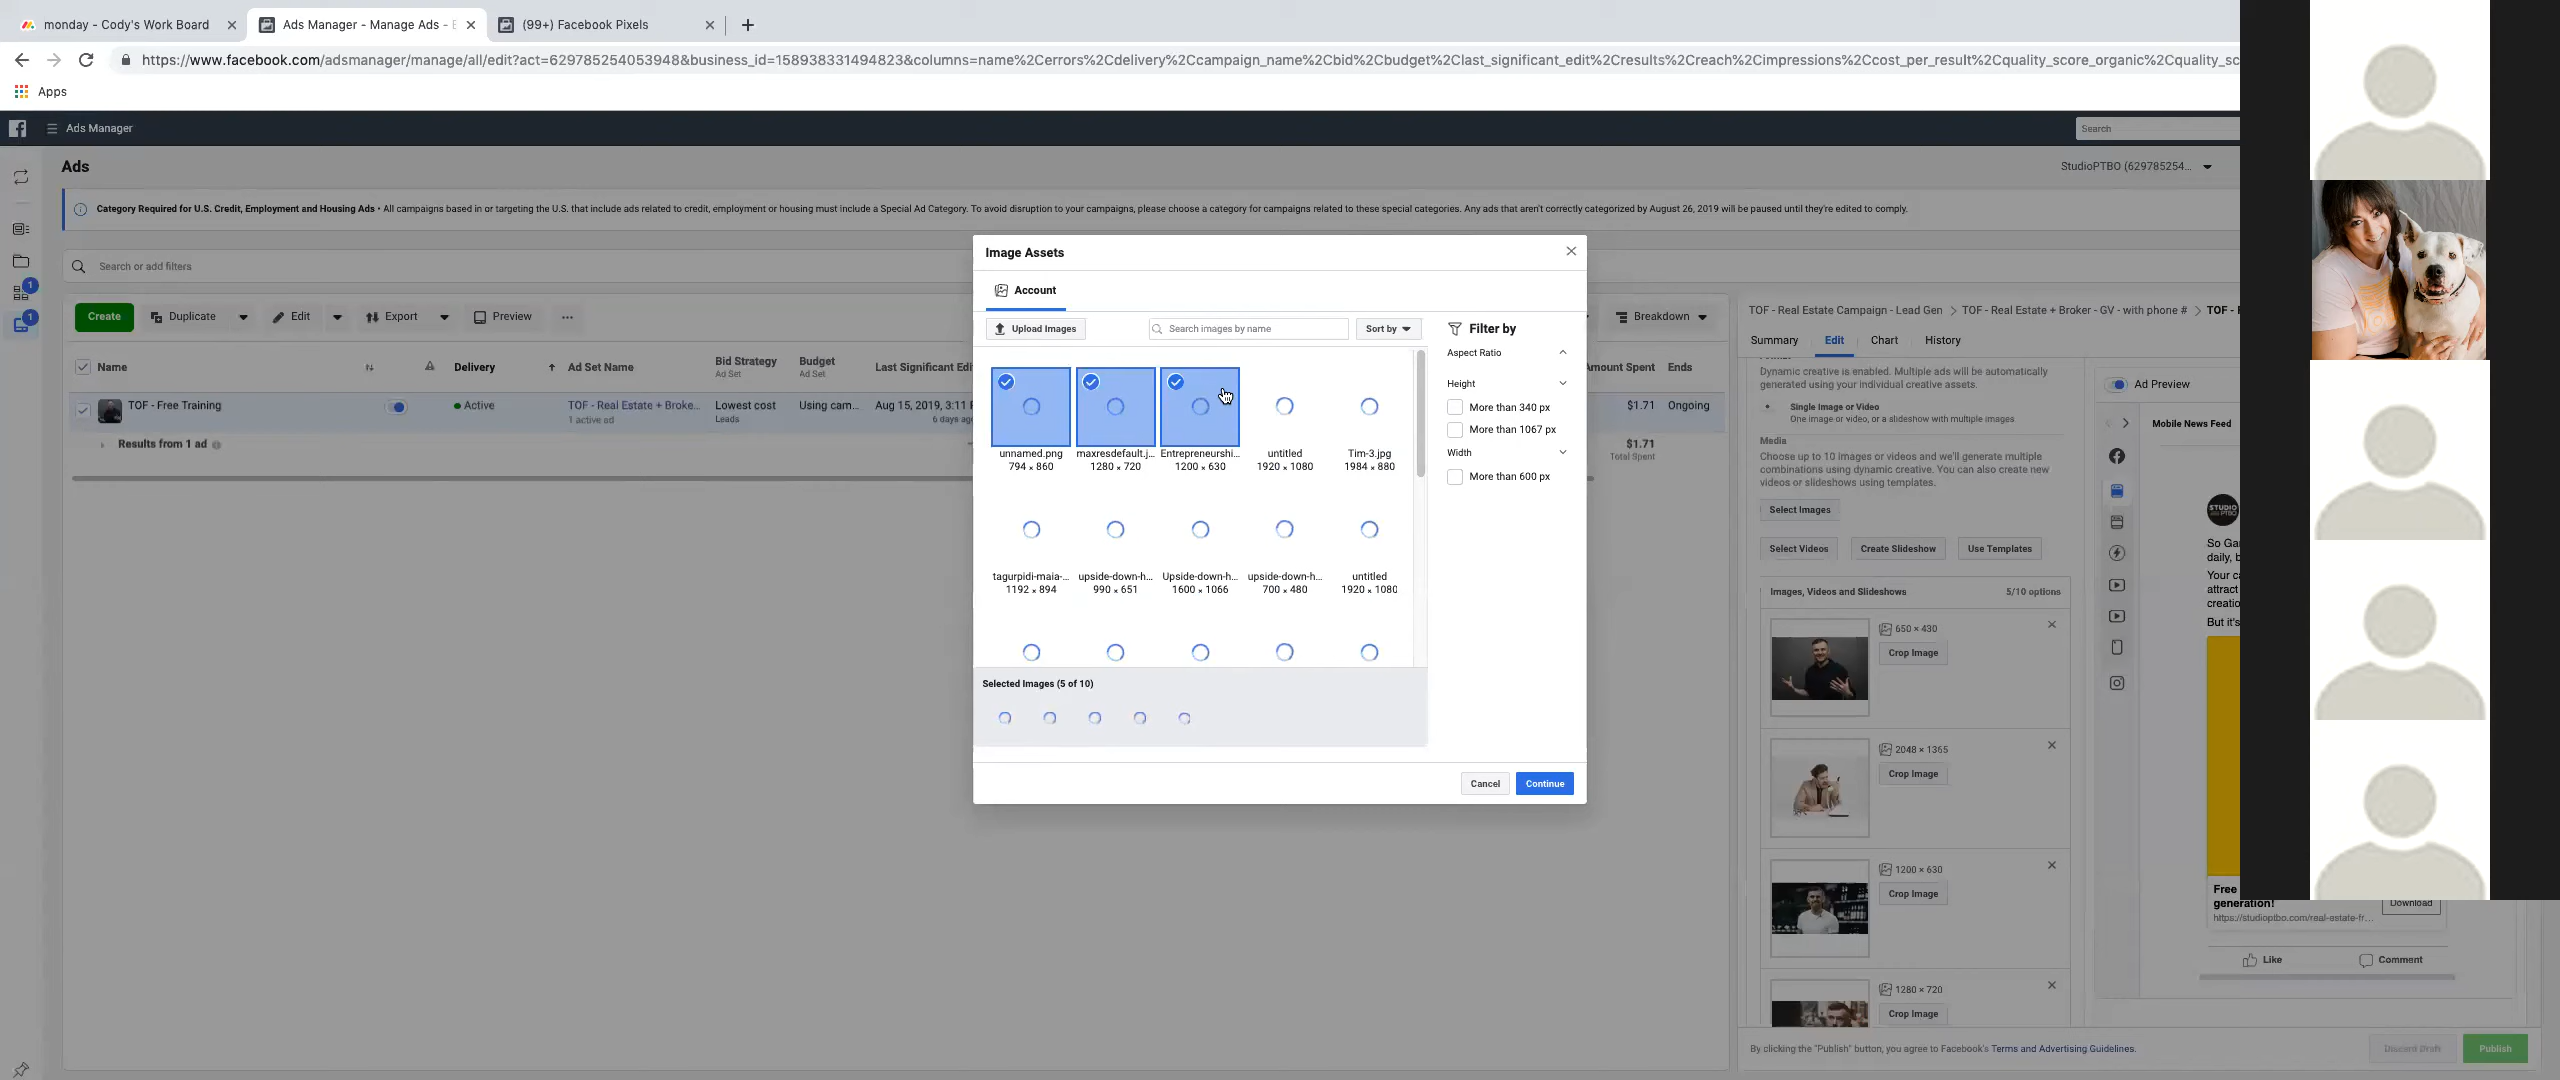 monday - Cody's Work Board
Ads Manager - Manage Ads - E
(99+) Facebook Pixels
https://www.facebook.com/adsmanager/manage/all/edit?act=629785254053948&business_id=158938331494823&columns=name%2Cerrors%2Cdelivery%2Ccampaign_name%2Cbid%2Cbudget%2Clast_significant_edit%2Cresults%2Creach%2Cimpressions%2Ccost_per_result%2Cquality_score_organic%2Cquality_sc
Apps
Ads Manager
Search
Ads
StudioPTBO (629785254...
Category Required for U.S. Credit, Employment and Housing Ads • All campaigns based in or targeting the U.S. that include ads related to credit, employment or housing must include a Special Ad Category. To avoid disruption to your campaigns, please choose a category for campaigns related to these special categories. Any ads that aren't correctly categorized by August 26, 2019 will be paused until they're edited to comply.
Search or add filters
Create
Duplicate
Edit
Export
Preview
...
Breakdown
Name
Delivery
Ad Set Name
Bid Strategy
Ad Set
Budget
Ad Set
Last Significant Edi
Amount Spent
Ends
TOF - Free Training
Active
TOF - Real Estate + Broke...
1 active ad
Lowest cost
Leads
Using cam...
Aug 15, 2019, 3:11 P
6 days ago
$1.71
Ongoing
Results from 1 ad
$1.71
Total Spent
Image Assets
Account
Upload Images
Search images by name
Sort by
Filter by
Aspect Ratio
Height
More than 340 px
More than 1067 px
Width
More than 600 px
unnamed.png
794 × 860
maxresdefault.j...
1280 × 720
Entrepreneurshi...
1200 × 630
untitled
1920 × 1080
Tim-3.jpg
1984 × 880
tagurpidi-maia-...
1192 × 894
upside-down-h...
990 × 651
Upside-down-h...
1600 × 1066
upside-down-h...
700 × 480
untitled
1920 × 1080
Selected Images (5 of 10)
Cancel
Continue
TOF - Real Estate Campaign - Lead Gen > TOF - Real Estate + Broker - GV - with phone # > TOF - F
Summary
Edit
Chart
History
Dynamic creative is enabled. Multiple ads will be automatically
generated using your individual creative assets.
Single Image or Video
One image or video, or a slideshow with multiple images
Media
Choose up to 10 images or videos and we'll generate multiple
combinations using dynamic creative. You can also create new
videos or slideshows using templates.
Select Images
Select Videos
Create Slideshow
Use Templates
Images, Videos and Slideshows
5/10 options
650 × 430
Crop Image
2048 × 1365
Crop Image
1200 × 630
Crop Image
1280 × 720
Crop Image
Ad Preview
Mobile News Feed
STUDIO
PTBO
So Ga
daily, b
Your ca
attract
creatio
But it's
Free
generation!
https://studioptbo.com/real-estate-fr...
Download
Like
Comment
By clicking the "Publish" button, you agree to Facebook's Terms and Advertising Guidelines.
Discard Draft
Publish